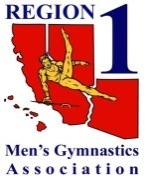 REGION
1
Men's Gymnastics
Association